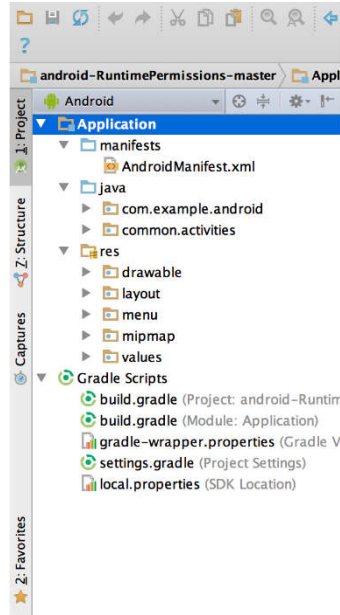 ?
android-RuntimePermissions-master
Appl
1: Project
Android
Application
manifests
AndroidManifest.xml
java
com.example.android
common.activities
Z: Structure
res
drawable
layout
menu
mipmap
values
Captures
Gradle Scripts
build.gradle (Project: android-Runtim
build.gradle (Module: Application)
gradle-wrapper.properties (Gradle V
settings.gradle (Project Settings)
local.properties (SDK Location)
2: Favorites